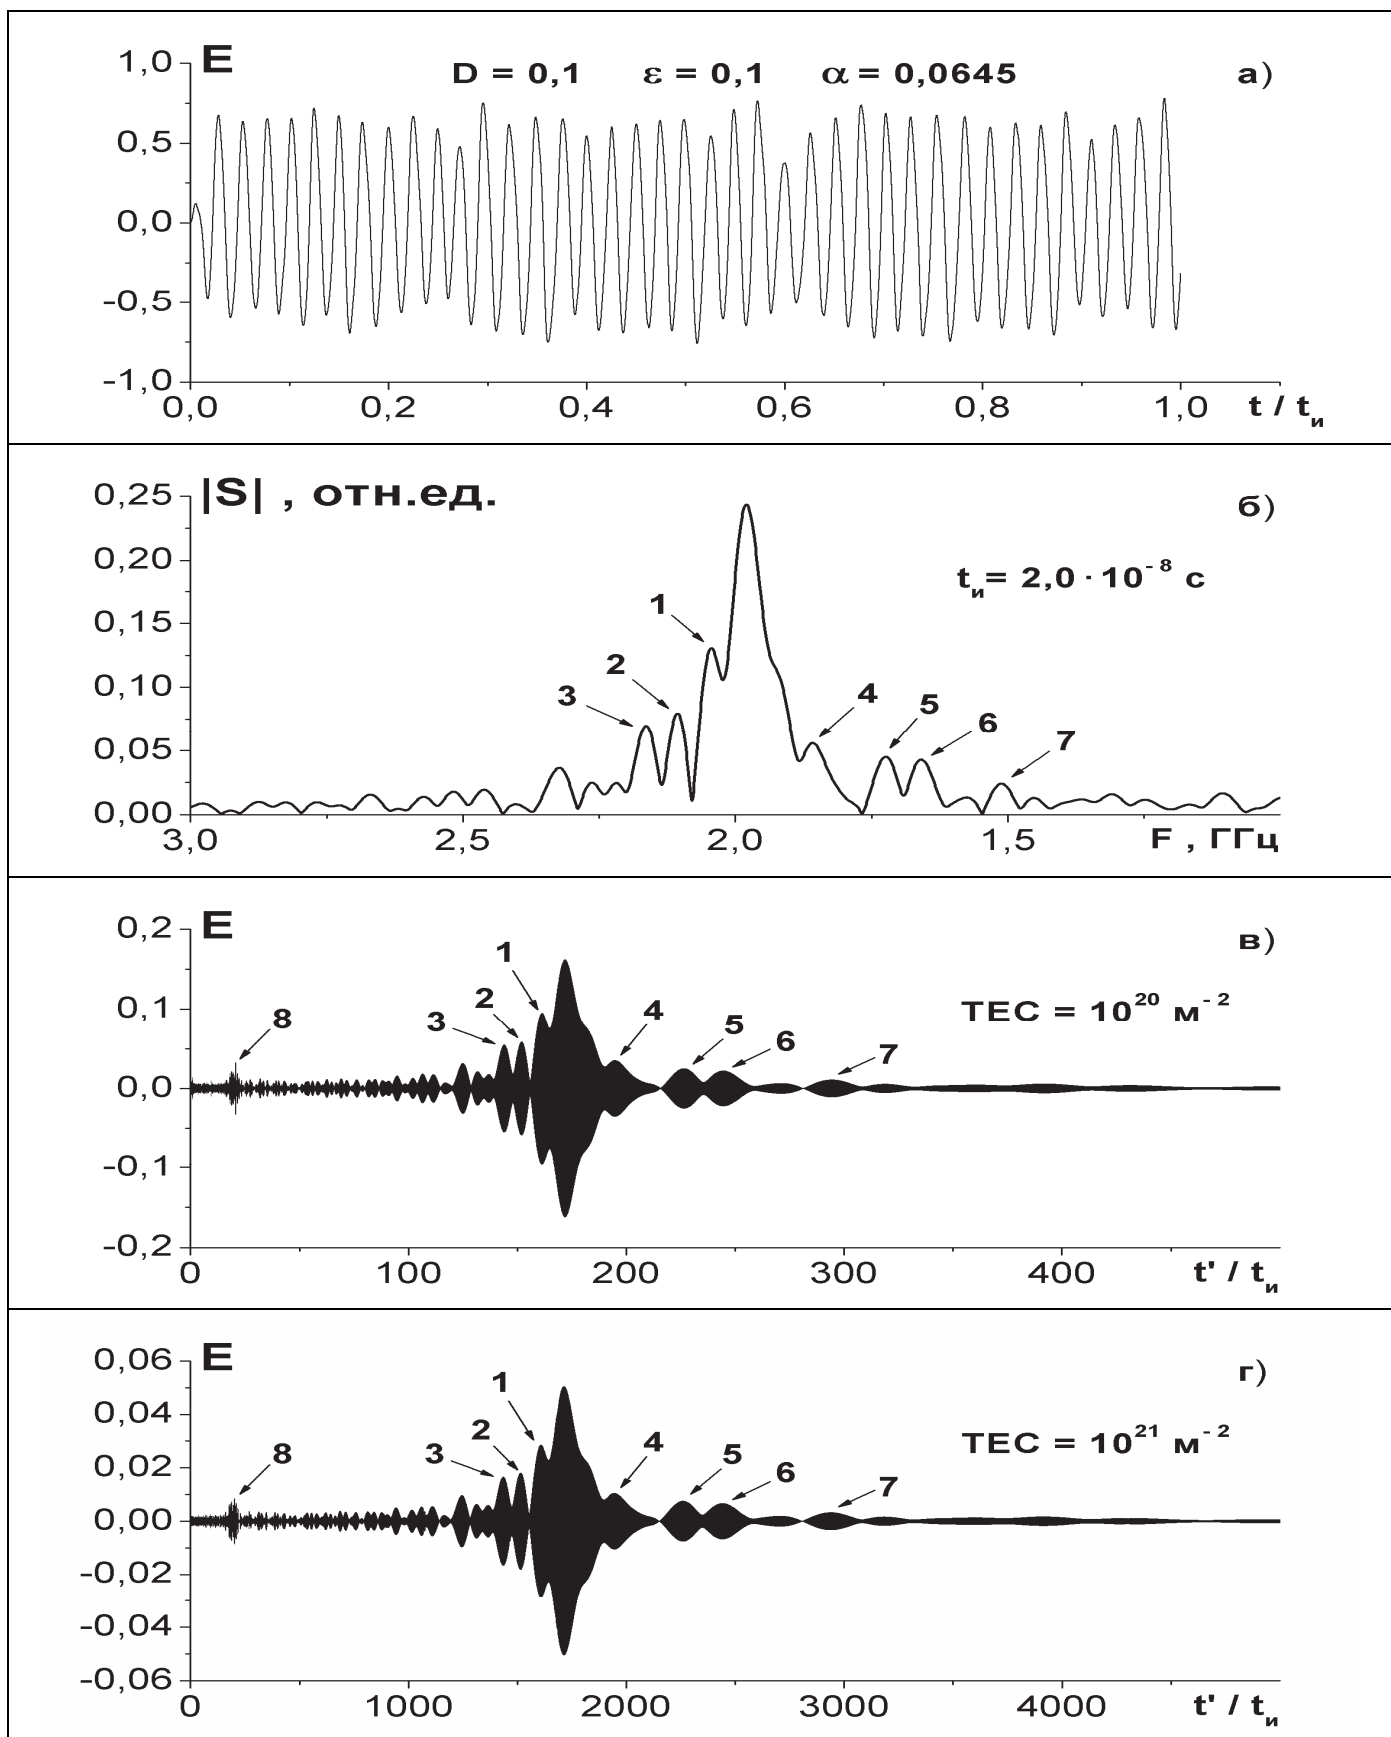 E
D = 0,1 ε = 0,1 α = 0,0645
а)
1,0
0,5
0,0
-0,5
-1,0
0,0 0,2 0,4 0,6 0,8 1,0 t / tи
|S| , отн.ед.
б)
tи= 2,0 · 10⁻⁸ с
0,25
0,20
0,15
0,10
0,05
0,00
1
2
3
4
5
6
7
3,0 2,5 2,0 1,5 F , ГГц
E
в)
TEC = 10²⁰ м⁻²
0,2
0,1
0,0
-0,1
-0,2
1
2
3
4
5
6
7
8
0 100 200 300 400 t' / tи
E
г)
TEC = 10²¹ м⁻²
0,06
0,04
0,02
0,00
-0,02
-0,04
-0,06
1
2
3
4
5
6
7
8
0 1000 2000 3000 4000 t' / tи